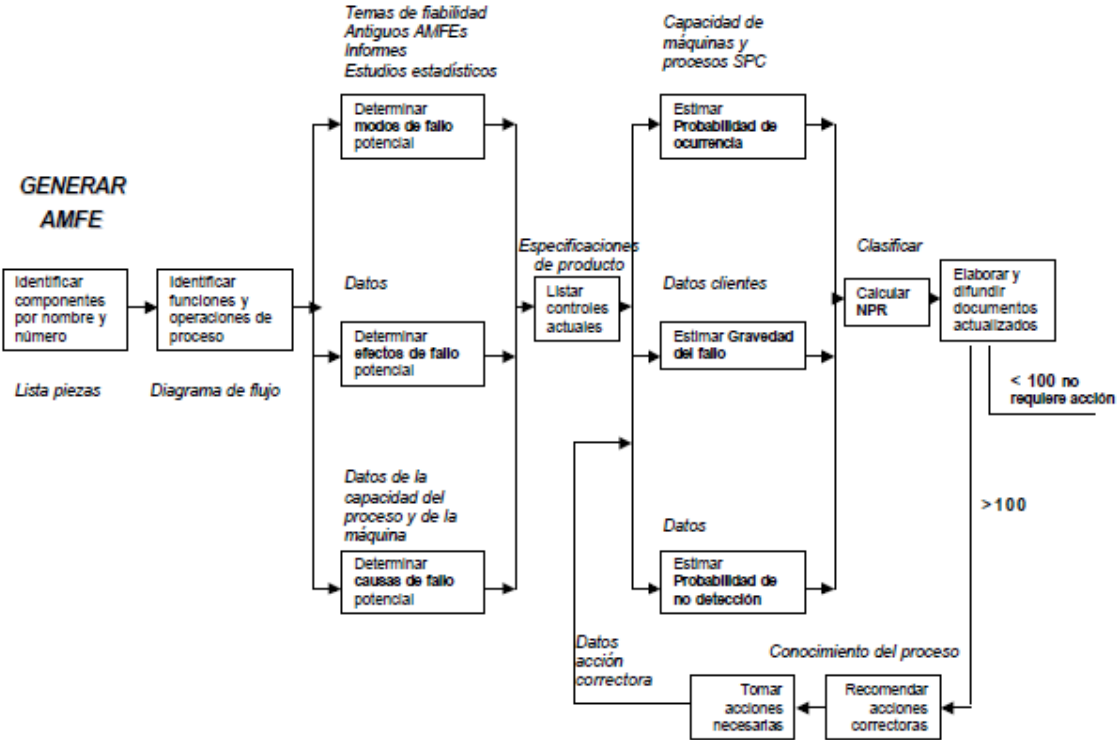 Temas de fiabilidad
Antiguos AMFEs
Informes
Estudios estadísticos
Capacidad de
máquinas y
procesos SPC
Determinar
modos de fallo
potencial
Estimar
Probabilidad de
ocurrencia
GENERAR
AMFE
Especificaciones
de producto
Clasificar
Identificar
componentes
por nombre y
número
Identificar
funciones y
operaciones de
proceso
Datos
Listar
controles
actuales
Datos clientes
Calcular
NPR
Elaborar y
difundir
documentos
actualizados
Determinar
efectos de fallo
potencial
Estimar Gravedad
del fallo
Lista piezas
Diagrama de flujo
< 100 no
requiere acción
Datos de la
capacidad del
proceso y de la
máquina
>100
Datos
Determinar
causas de fallo
potencial
Estimar
Probabilidad de
no detección
Datos
acción
correctora
Conocimiento del proceso
Tomar
acciones
necesarias
Recomendar
acciones
correctoras